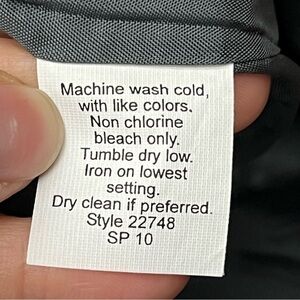 Machine wash cold,
with like colors.
Non chlorine
bleach only.
Tumble dry low.
Iron on lowest
setting.
Dry clean if preferred.
Style 22748
SP 10